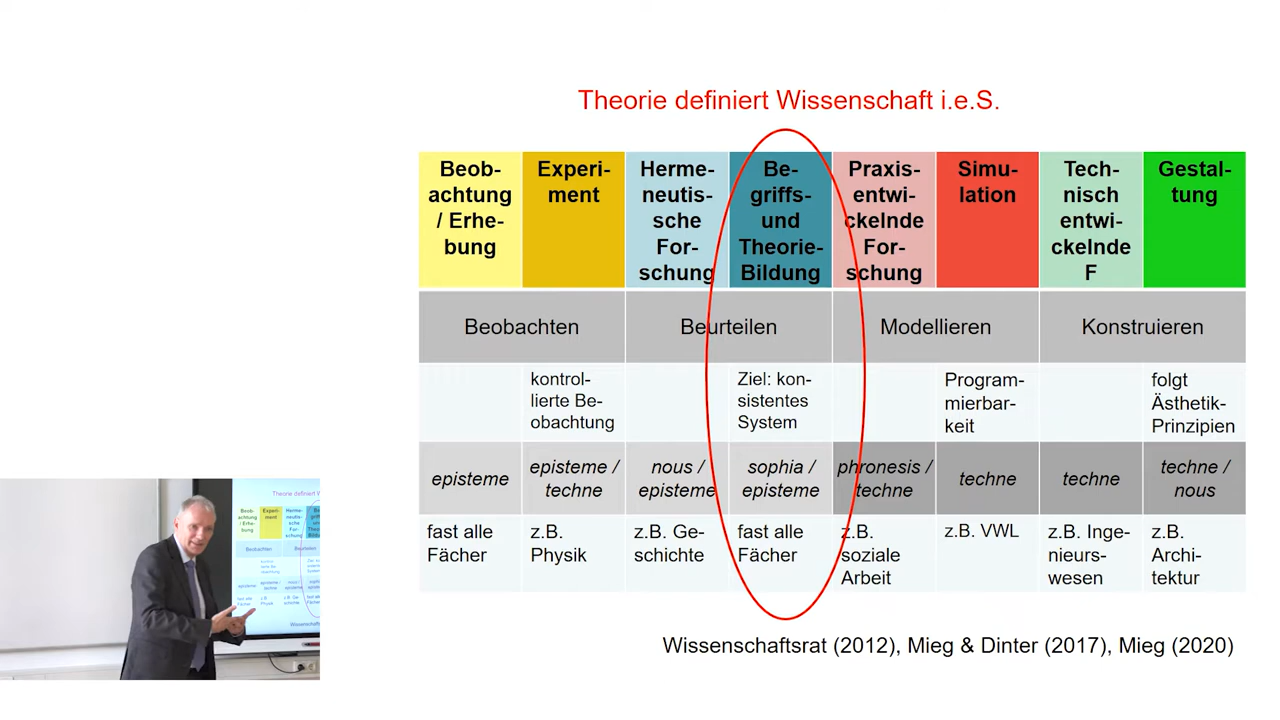 Theorie definiert Wissenschaft i.e.S.
Beob-
achtung
/ Erhe-
bung
Experi-
ment
Herme-
neutis-
sche
For-
schung
Be-
griffs-
und
Theorie-
Bildung
Praxis-
entwi-
ckelnde
For-
schung
Simu-
lation
Tech-
nisch
entwi-
ckelnde
F
Gestal-
tung
Beobachten
Beurteilen
Modellieren
Konstruieren
kontrol-
lierte Be-
obachtung
Ziel: kon-
sistentes
System
Program-
mierbar-
keit
folgt
Ästhetik-
Prinzipien
episteme
episteme /
techne
nous /
episteme
sophia /
episteme
phronesis /
techne
techne
techne
techne /
nous
fast alle
Fächer
z.B.
Physik
z.B. Ge-
schichte
fast alle
Fächer
z.B.
soziale
Arbeit
z.B. VWL
z.B. Inge-
nieurs-
wesen
z.B.
Archi-
tektur
Wissenschaftsrat (2012), Mieg & Dinter (2017), Mieg (2020)